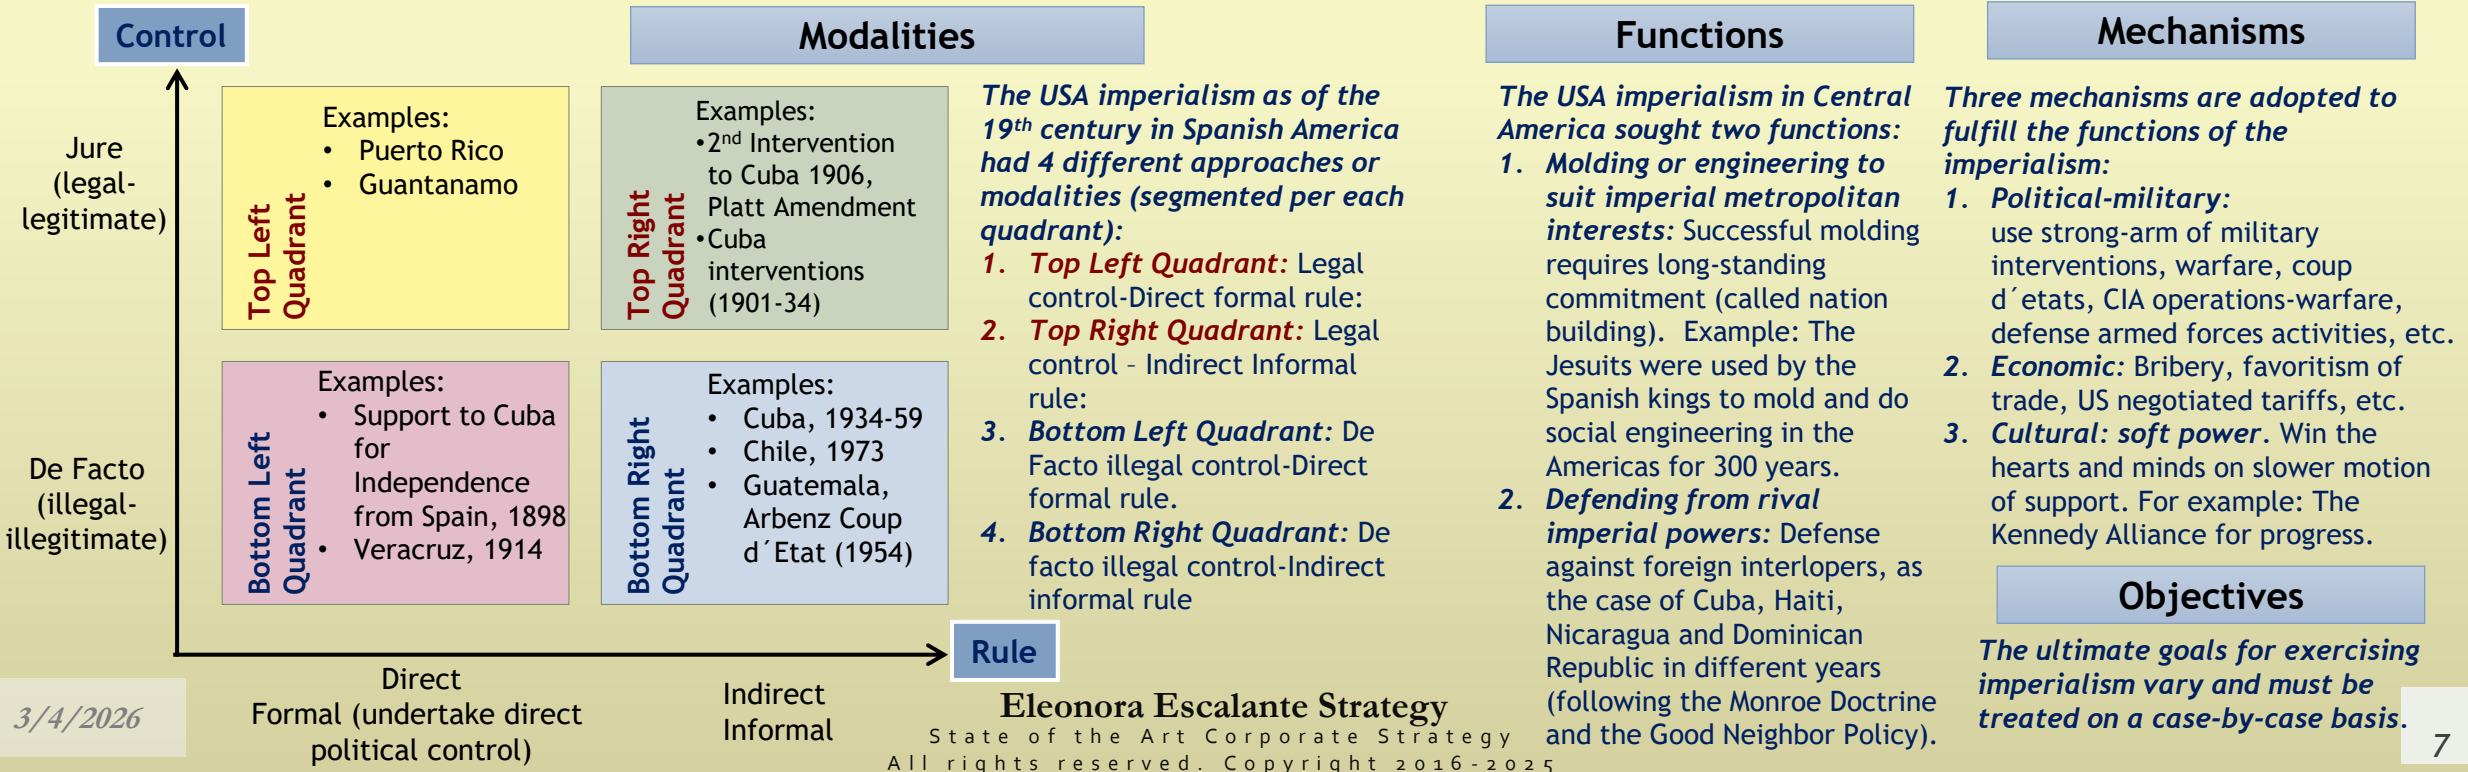 Control
Jure
(legal-
legitimate)
De Facto
(illegal-
illegitimate)
Modalities
Top Left
Quadrant
Examples:
• Puerto Rico
• Guantanamo
Top Right
Quadrant
Examples:
•2nd Intervention
to Cuba 1906,
Platt Amendment
•Cuba
interventions
(1901-34)
Bottom Left
Quadrant
Examples:
• Support to Cuba
for
Independence
from Spain, 1898
• Veracruz, 1914
Bottom Right
Quadrant
Examples:
• Cuba, 1934-59
• Chile, 1973
• Guatemala,
Arbenz Coup
d´Etat (1954)
Rule
Direct
Formal (undertake direct
political control)
Indirect
Informal
The USA imperialism as of the
19th century in Spanish America
had 4 different approaches or
modalities (segmented per each
quadrant):
1. Top Left Quadrant: Legal
control-Direct formal rule:
2. Top Right Quadrant: Legal
control – Indirect Informal
rule:
3. Bottom Left Quadrant: De
Facto illegal control-Direct
formal rule.
4. Bottom Right Quadrant: De
facto illegal control-Indirect
informal rule
Functions
The USA imperialism in Central
America sought two functions:
1. Molding or engineering to
suit imperial metropolitan
interests: Successful molding
requires long-standing
commitment (called nation
building). Example: The
Jesuits were used by the
Spanish kings to mold and do
social engineering in the
Americas for 300 years.
2. Defending from rival
imperial powers: Defense
against foreign interlopers, as
the case of Cuba, Haiti,
Nicaragua and Dominican
Republic in different years
(following the Monroe Doctrine
and the Good Neighbor Policy).
Mechanisms
Three mechanisms are adopted to
fulfill the functions of the
imperialism:
1. Political-military:
use strong-arm of military
interventions, warfare, coup
d´etats, CIA operations-warfare,
defense armed forces activities, etc.
2. Economic: Bribery, favoritism of
trade, US negotiated tariffs, etc.
3. Cultural: soft power. Win the
hearts and minds on slower motion
of support. For example: The
Kennedy Alliance for progress.
Objectives
The ultimate goals for exercising
imperialism vary and must be
treated on a case-by-case basis.
3/4/2026
Eleonora Escalante Strategy
State of the Art Corporate Strategy
All rights reserved. Copyright 2016-2025
7